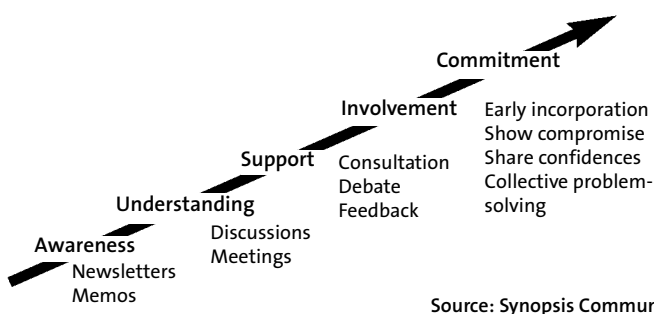 Commitment
Involvement
Early incorporation
Show compromise
Share confidences
Collective problem-
solving
Support
Consultation
Debate
Feedback
Understanding
Discussions
Meetings
Awareness
Newsletters
Memos
Source: Synopsis